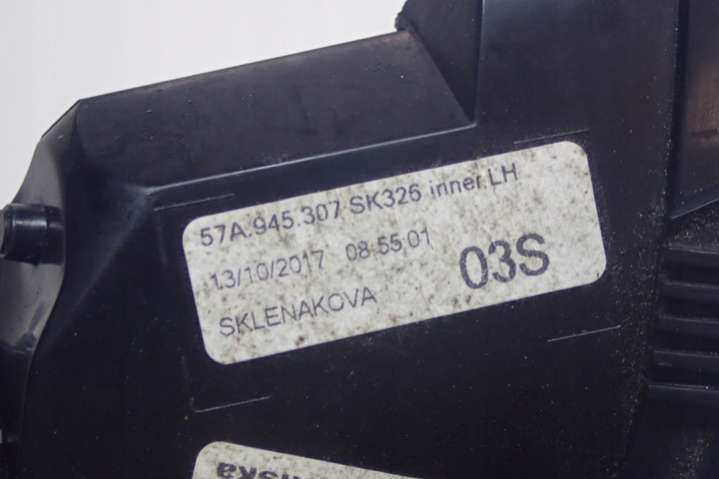 57A.945.307 SK326 inner LH
13/10/2017 08:55:01
03S
SKLENAKOVA